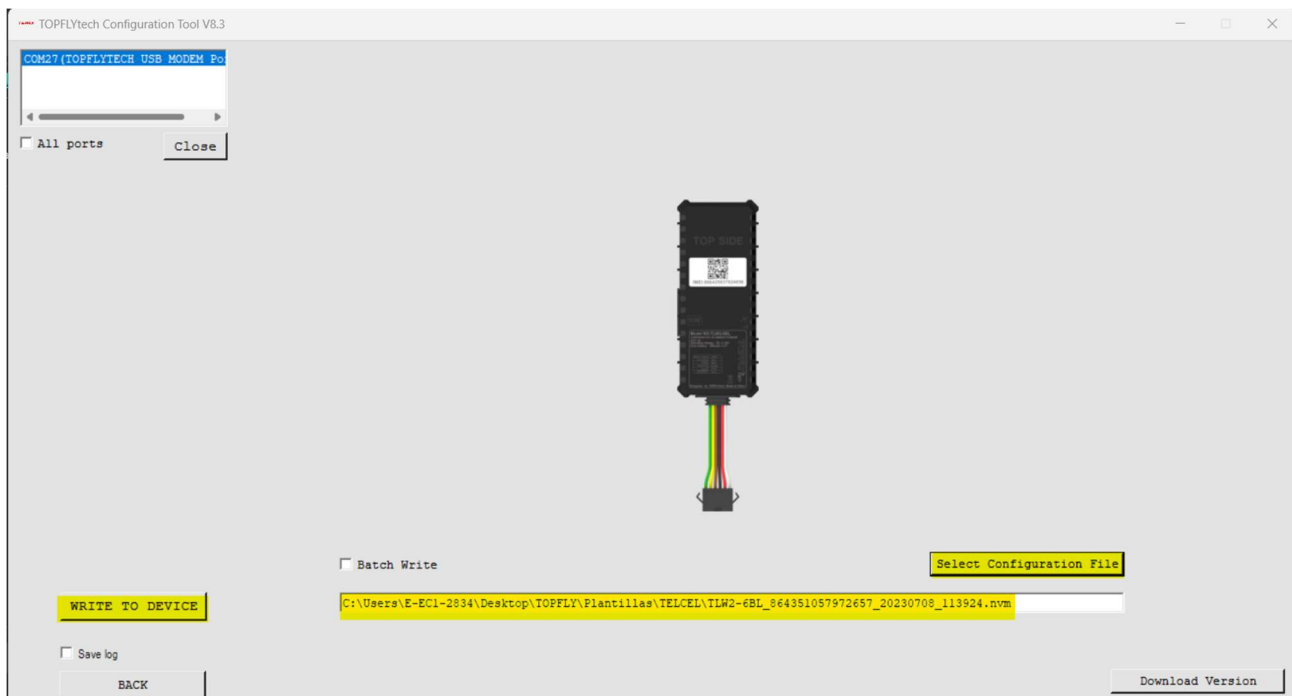 TOPFLYtech Configuration Tool V8.3
COM27(TOPFLYTECH USB MODEM Po
All ports
Close
TOP SIDE
Batch Write
Select Configuration File
WRITE TO DEVICE
C:\Users\E-EC1-2834\Desktop\TOPFLY\Plantillas\TELCEL\TLW2-6BL_864351057972657_20230708_113924.nvm
Save log
BACK
Download Version